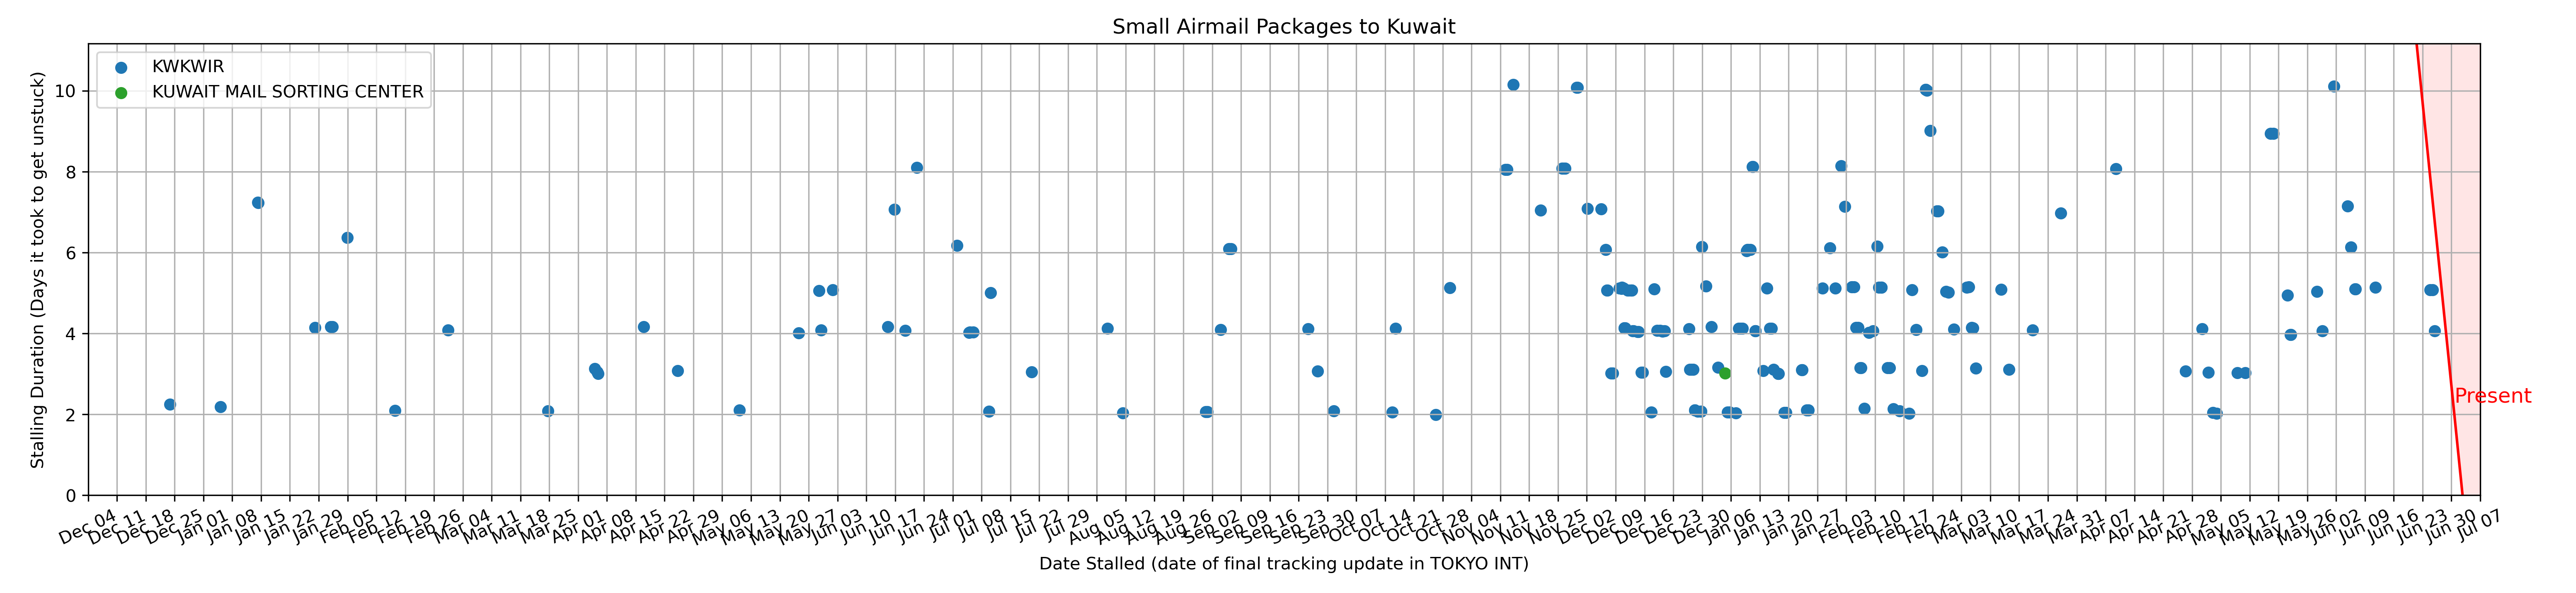 Small Airmail Packages to Kuwait
KWKWIR
KUWAIT MAIL SORTING CENTER
Stalling Duration (Days it took to get unstuck)
10
8
6
4
2
0
Present
Dec 04
Dec 11
Dec 18
Dec 25
Jan 01
Jan 08
Jan 15
Jan 22
Jan 29
Feb 05
Feb 12
Feb 19
Feb 26
Mar 04
Mar 11
Mar 18
Mar 25
Apr 01
Apr 08
Apr 15
Apr 22
Apr 29
May 06
May 13
May 20
May 27
Jun 03
Jun 10
Jun 17
Jun 24
Jul 01
Jul 08
Jul 15
Jul 22
Jul 29
Aug 05
Aug 12
Aug 19
Aug 26
Sep 02
Sep 09
Sep 16
Sep 23
Sep 30
Oct 07
Oct 14
Oct 21
Oct 28
Nov 04
Nov 11
Nov 18
Nov 25
Dec 02
Dec 09
Dec 16
Dec 23
Dec 30
Jan 06
Jan 13
Jan 20
Jan 27
Feb 03
Feb 10
Feb 17
Feb 24
Mar 03
Mar 10
Mar 17
Mar 24
Mar 31
Apr 07
Apr 14
Apr 21
Apr 28
May 05
May 12
May 19
May 26
Jun 02
Jun 09
Jun 16
Jun 23
Jun 30
Jul 07
Date Stalled (date of final tracking update in TOKYO INT)